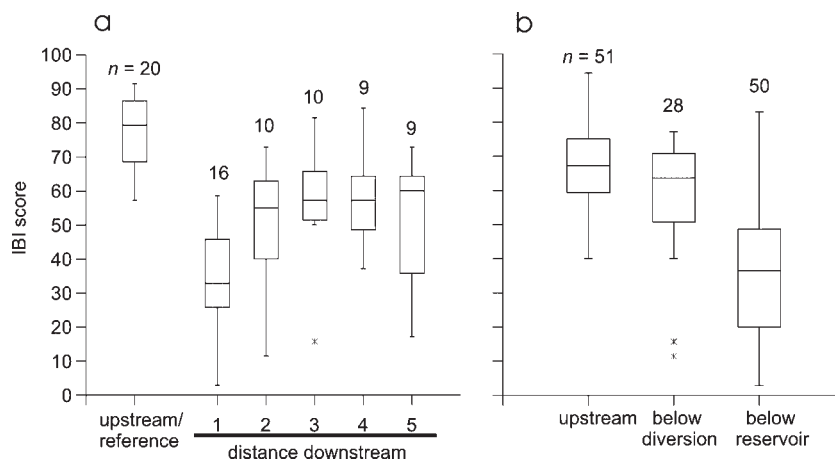 a
b
IBI score
100
90
80
70
60
50
40
30
20
10
0
n = 20
16
10
10
9
9
upstream/
reference
1 2 3 4 5
distance downstream
n = 51
28
50
upstream
below
diversion
below
reservoir